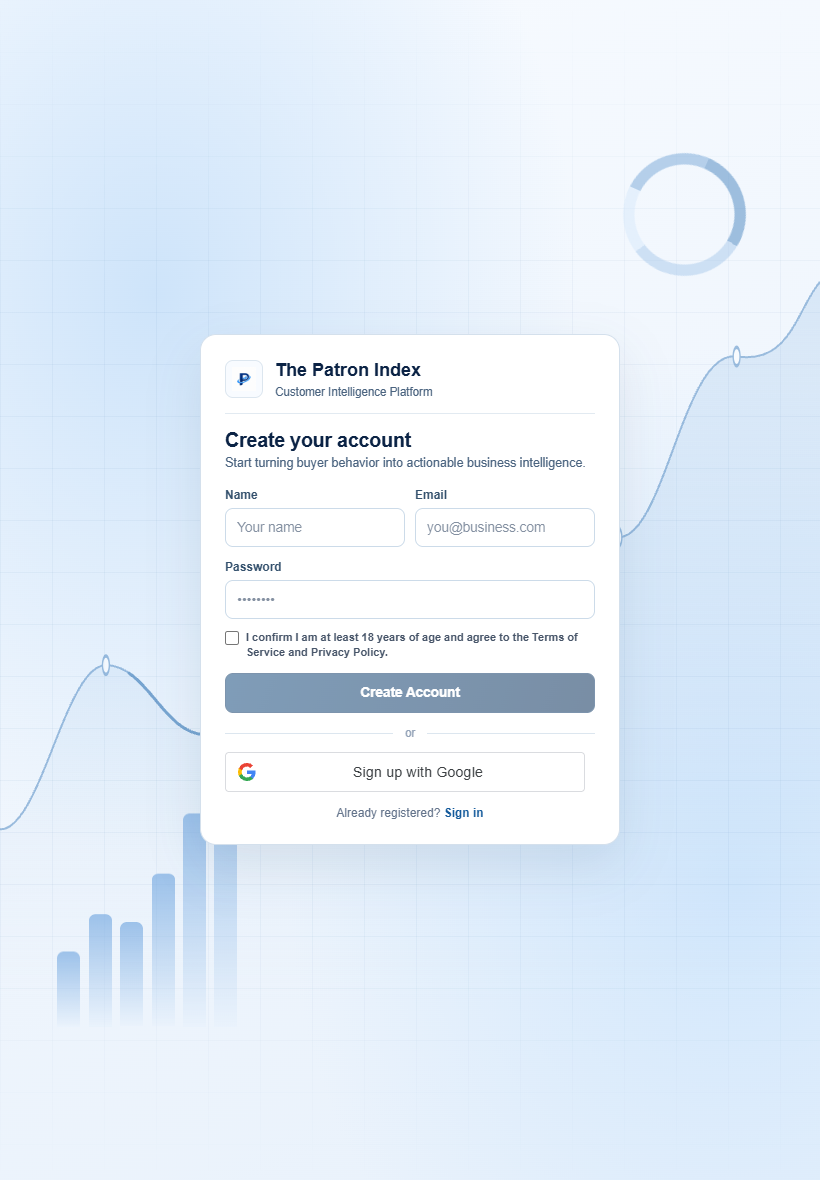 The Patron Index
Customer Intelligence Platform
Create your account
Start turning buyer behavior into actionable business intelligence.
Name
Email
Your name
you@business.com
Password
••••••••
I confirm I am at least 18 years of age and agree to the Terms of
Service and Privacy Policy.
Create Account
or
Sign up with Google
Already registered? Sign in